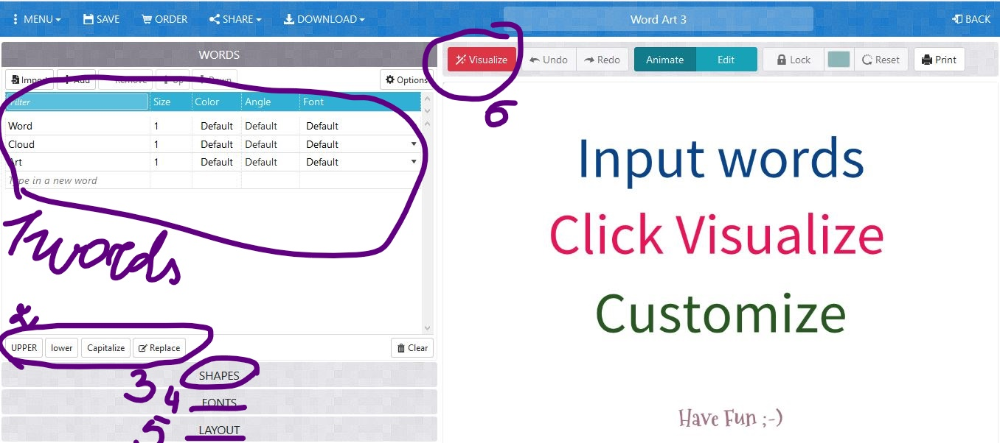 MENU SAVE ORDER SHARE DOWNLOAD Word Art 3 BACK
WORDS
Visualize Undo Redo Animate Edit Lock Reset Print
Import Add Remove Up Down Options
Filter Size Color Angle Font
6
Word 1 Default Default Default
Cloud 1 Default Default Default
Art 1 Default Default Default
Type in a new word
Input words
Click Visualize
Customize
Have Fun ;-)
1 words
2
UPPER lower Capitalize Replace Clear
3 SHAPES
4 FONTS
5 LAYOUT